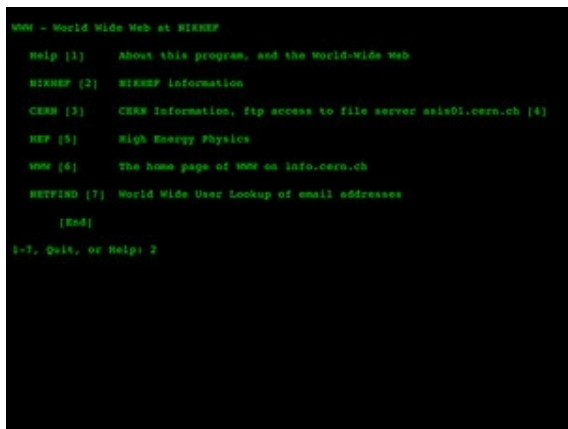 WWW - World Wide Web at NIKHEF
Help [1] About this program, and the World-Wide Web
NIKHEF [2] NIKHEF information
CERN [3] CERN Information, ftp access to file server asis01.cern.ch [4]
HEP [5] High Energy Physics
WWW [6] The home page of WWW on info.cern.ch
NETFIND [7] World Wide User Lookup of email addresses
[End]
1-7, Quit, or Help: 2